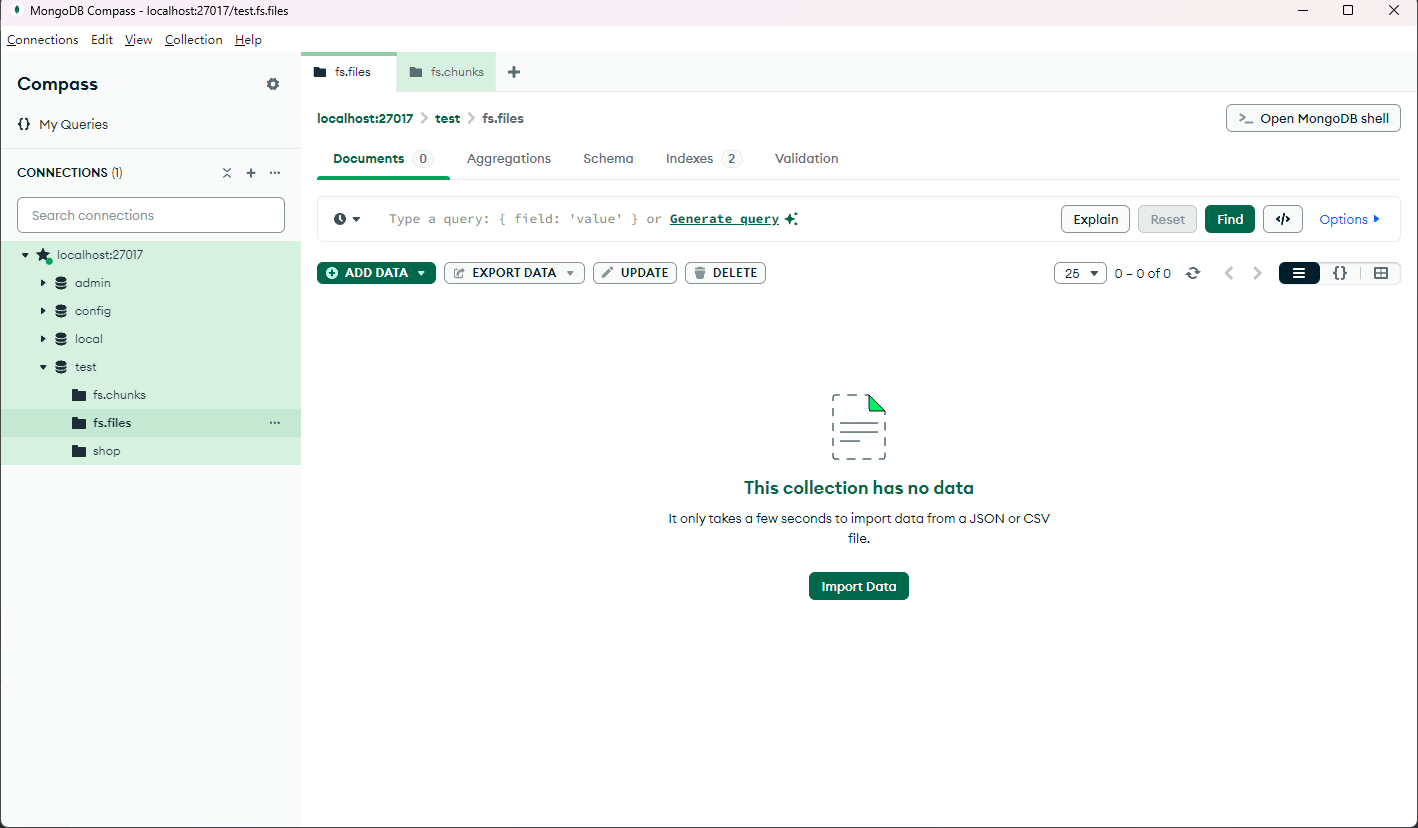 MongoDB Compass - localhost:27017/test.fs.files
Connections Edit View Collection Help
Compass
{} My Queries
CONNECTIONS (1)
Search connections
localhost:27017
admin
config
local
test
fs.chunks
fs.files
shop
fs.files fs.chunks
localhost:27017 > test > fs.files
>_ Open MongoDB shell
Documents 0 Aggregations Schema Indexes 2 Validation
Type a query: { field: 'value' } or Generate query
Explain Reset Find </> Options
ADD DATA EXPORT DATA UPDATE DELETE
25 0 – 0 of 0 {}
This collection has no data
It only takes a few seconds to import data from a JSON or CSV
file.
Import Data